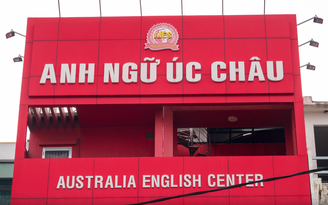 ANH NGỮ ÚC CHÂU
AUSTRALIA ENGLISH CENTER